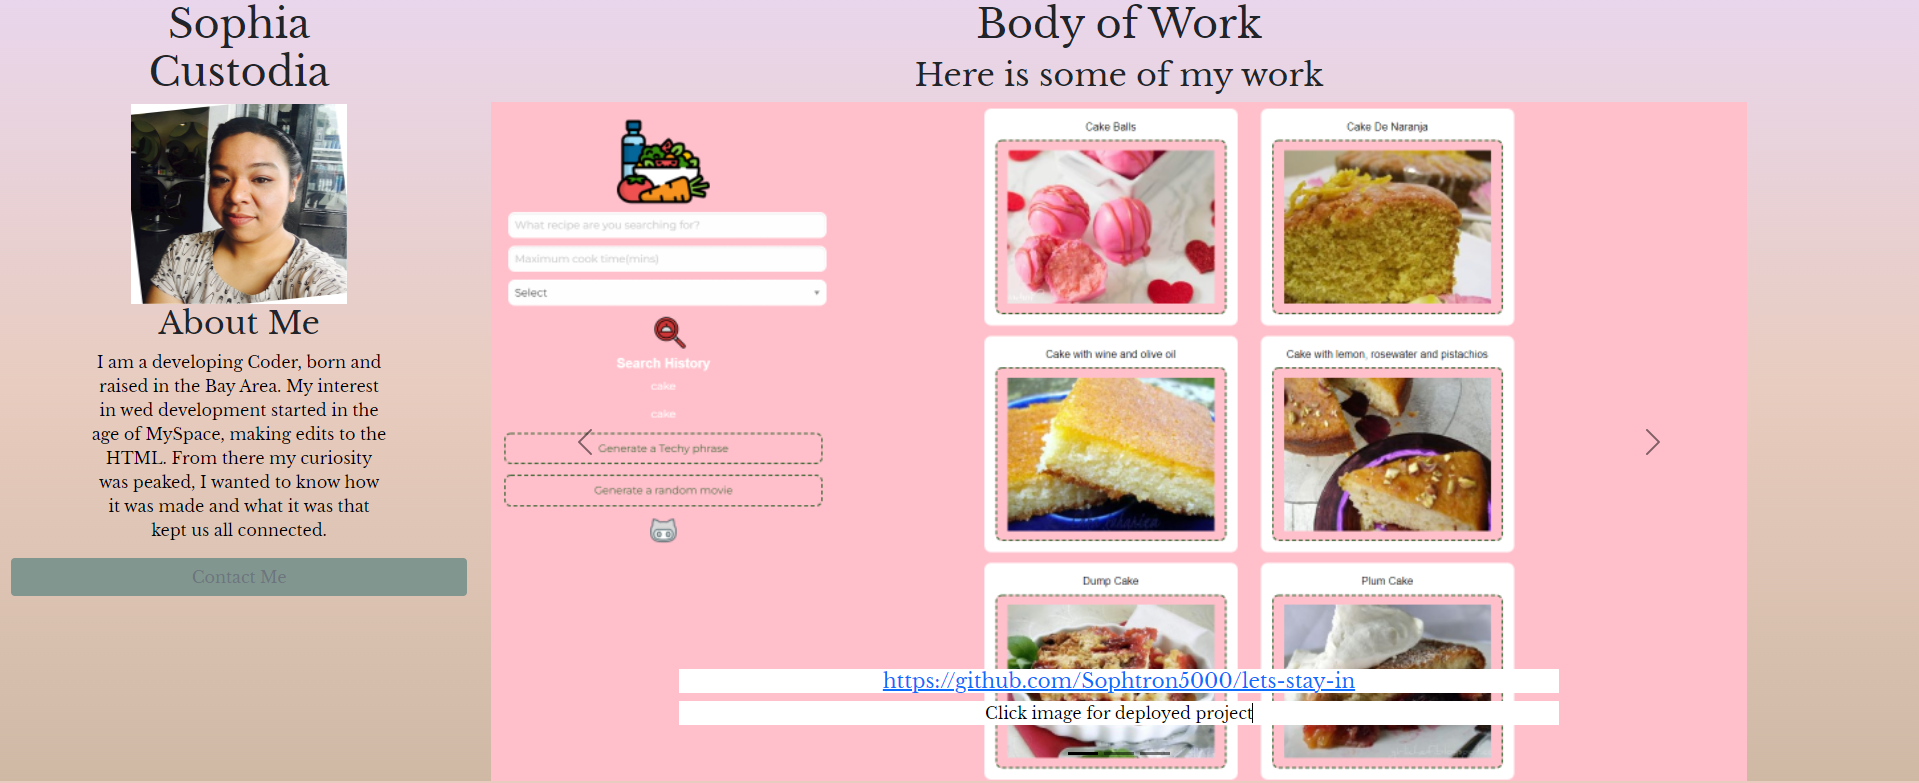 Sophia
Custodia
About Me
I am a developing Coder, born and
raised in the Bay Area. My interest
in wed development started in the
age of MySpace, making edits to the
HTML. From there my curiosity
was peaked, I wanted to know how
it was made and what it was that
kept us all connected.
Contact Me
Body of Work
Here is some of my work
What recipe are you searching for?
Maximum cook time(mins)
Select
Search History
cake
cake
Generate a Techy phrase
Generate a random movie
Cake Balls
Cake De Naranja
Cake with wine and olive oil
Cake with lemon, rosewater and pistachios
Dump Cake
Plum Cake
https://github.com/Sophtron5000/lets-stay-in
Click image for deployed project